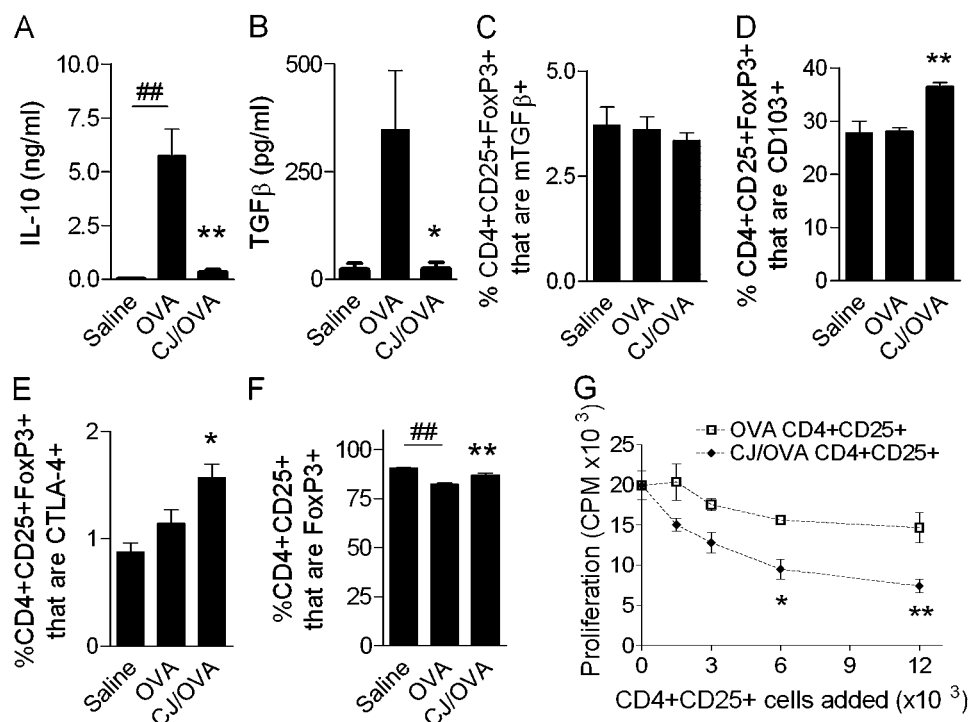 A
IL-10 (ng/ml)
10.0
7.5
5.0
2.5
0.0
##
**
Saline
OVA
CJ/OVA
B
TGFβ (pg/ml)
500
250
0
*
Saline
OVA
CJ/OVA
C
% CD4+CD25+FoxP3+
that are mTGFβ+
5.0
2.5
0.0
Saline
OVA
CJ/OVA
D
% CD4+CD25+FoxP3+
that are CD103+
40
30
20
10
0
**
Saline
OVA
CJ/OVA
E
%CD4+CD25+FoxP3+
that are CTLA-4+
2
1
0
*
Saline
OVA
CJ/OVA
F
%CD4+CD25+
that are FoxP3+
100
75
50
25
0
##
**
Saline
OVA
CJ/OVA
G
Proliferation (CPM x10 3)
OVA CD4+CD25+
CJ/OVA CD4+CD25+
25
20
15
10
5
0
*
**
0 3 6 9 12
CD4+CD25+ cells added (x10 3)